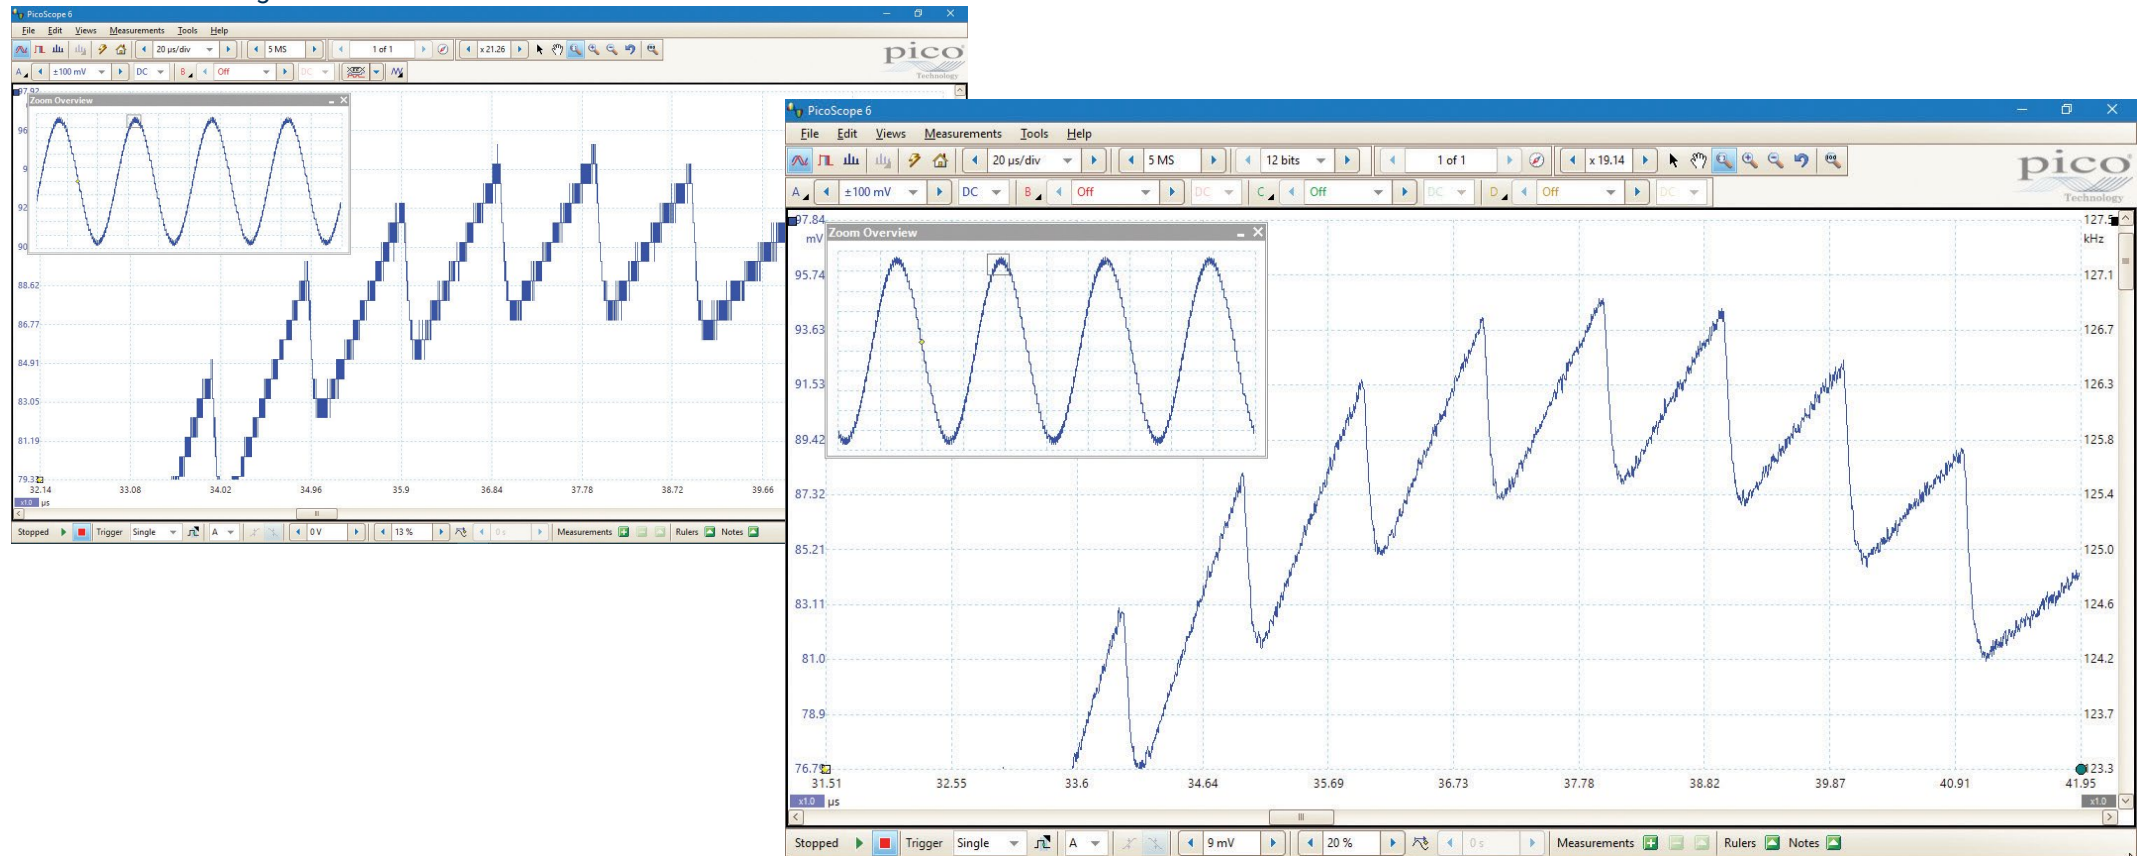 PicoScope 6
File Edit Views Measurements Tools Help
20 µs/div 5 MS 1 of 1 x 21.26
pico
Technology
A ±100 mV DC B Off DC
97.92
Zoom Overview
96
9
92
90
88.62
86.77
84.91
83.05
81.19
79.33
32.14 33.08 34.02 34.96 35.9 36.84 37.78 38.72 39.66
x1.0 µs
Stopped Trigger Single A 0 V 13 % 0 s Measurements Rulers Notes
PicoScope 6
File Edit Views Measurements Tools Help
20 µs/div 5 MS 12 bits 1 of 1 x 19.14
pico
Technology
A ±100 mV DC B Off DC C Off DC D Off DC
97.84 127.5
mV Zoom Overview kHz
95.74 127.1
93.63 126.7
91.53 126.3
89.42 125.8
87.32 125.4
85.21 125.0
83.11 124.6
81.0 124.2
78.9 123.7
76.79 123.3
31.51 32.55 33.6 34.64 35.69 36.73 37.78 38.82 39.87 40.91 41.95
x1.0 µs x1.0
Stopped Trigger Single A 9 mV 20 % 0 s Measurements Rulers Notes